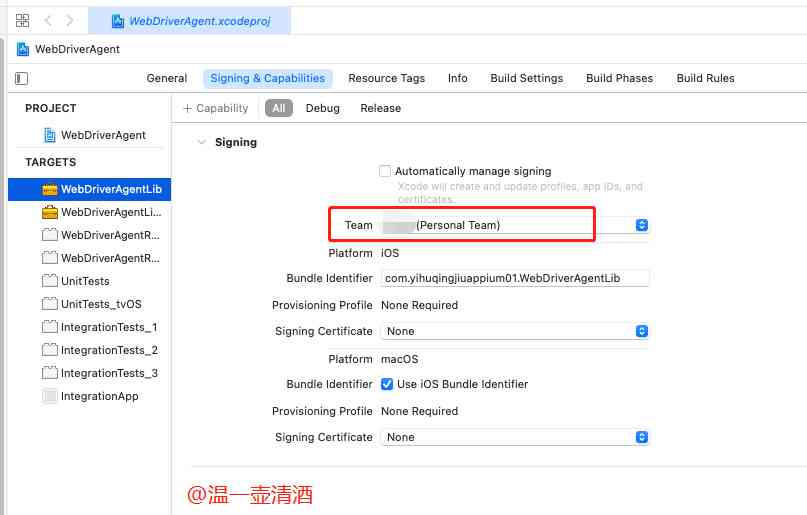 WebDriverAgent.xcodeproj
WebDriverAgent
General Signing & Capabilities Resource Tags Info Build Settings Build Phases Build Rules
PROJECT
WebDriverAgent
TARGETS
WebDriverAgentLib
WebDriverAgentLi...
WebDriverAgentR...
WebDriverAgentR...
UnitTests
UnitTests_tvOS
IntegrationTests_1
IntegrationTests_2
IntegrationTests_3
IntegrationApp
+ Capability All Debug Release
Signing
Automatically manage signing
Xcode will create and update profiles, app IDs, and
certificates.
Team (Personal Team)
Platform iOS
Bundle Identifier com.yihuqingjiuappium01.WebDriverAgentLib
Provisioning Profile None Required
Signing Certificate None
Platform macOS
Bundle Identifier Use iOS Bundle Identifier
Provisioning Profile None Required
Signing Certificate None
@温一壶清酒